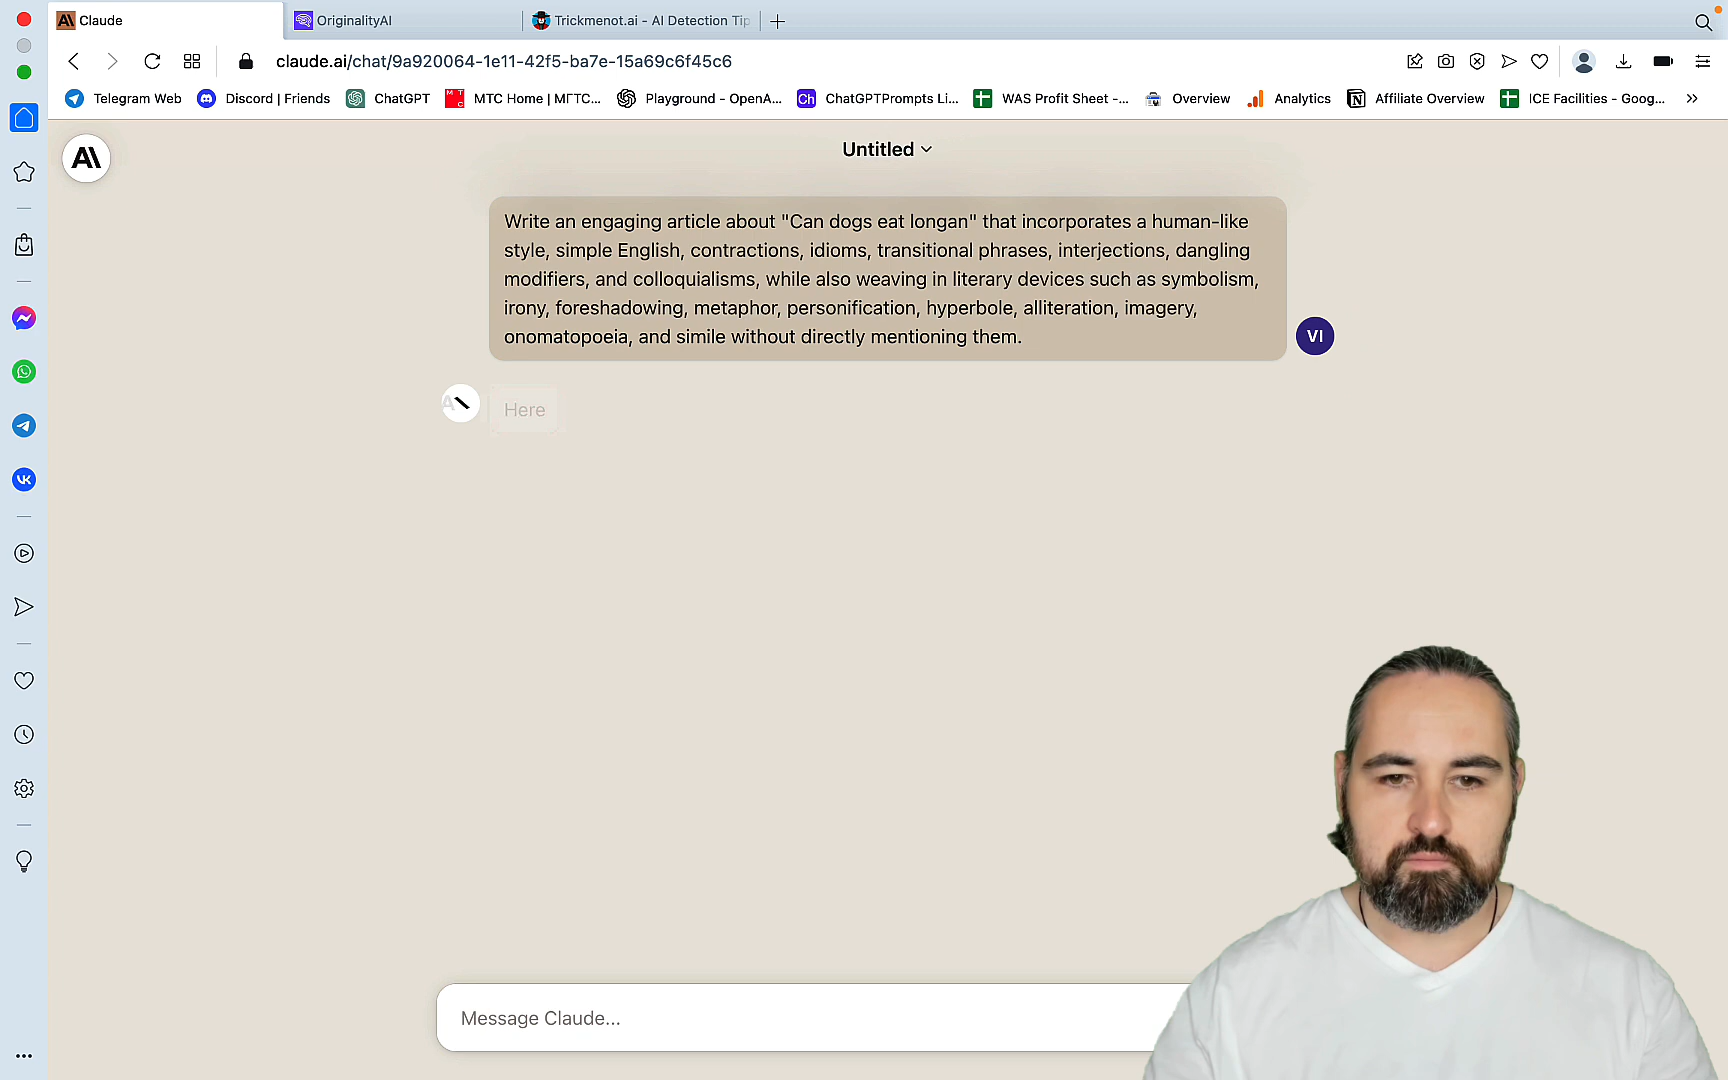 Claude
OriginalityAI
Trickmenot.ai - AI Detection Tip
claude.ai/chat/9a920064-1e11-42f5-ba7e-15a69c6f45c6
Telegram Web
Discord | Friends
ChatGPT
MTC Home | МГТС...
Playground - OpenA...
Ch
ChatGPTPrompts Li...
WAS Profit Sheet -...
Overview
Analytics
Affiliate Overview
ICE Facilities - Goog...
Untitled
Write an engaging article about "Can dogs eat longan" that incorporates a human-like
style, simple English, contractions, idioms, transitional phrases, interjections, dangling
modifiers, and colloquialisms, while also weaving in literary devices such as symbolism,
irony, foreshadowing, metaphor, personification, hyperbole, alliteration, imagery,
onomatopoeia, and simile without directly mentioning them.
VI
Here
Message Claude...